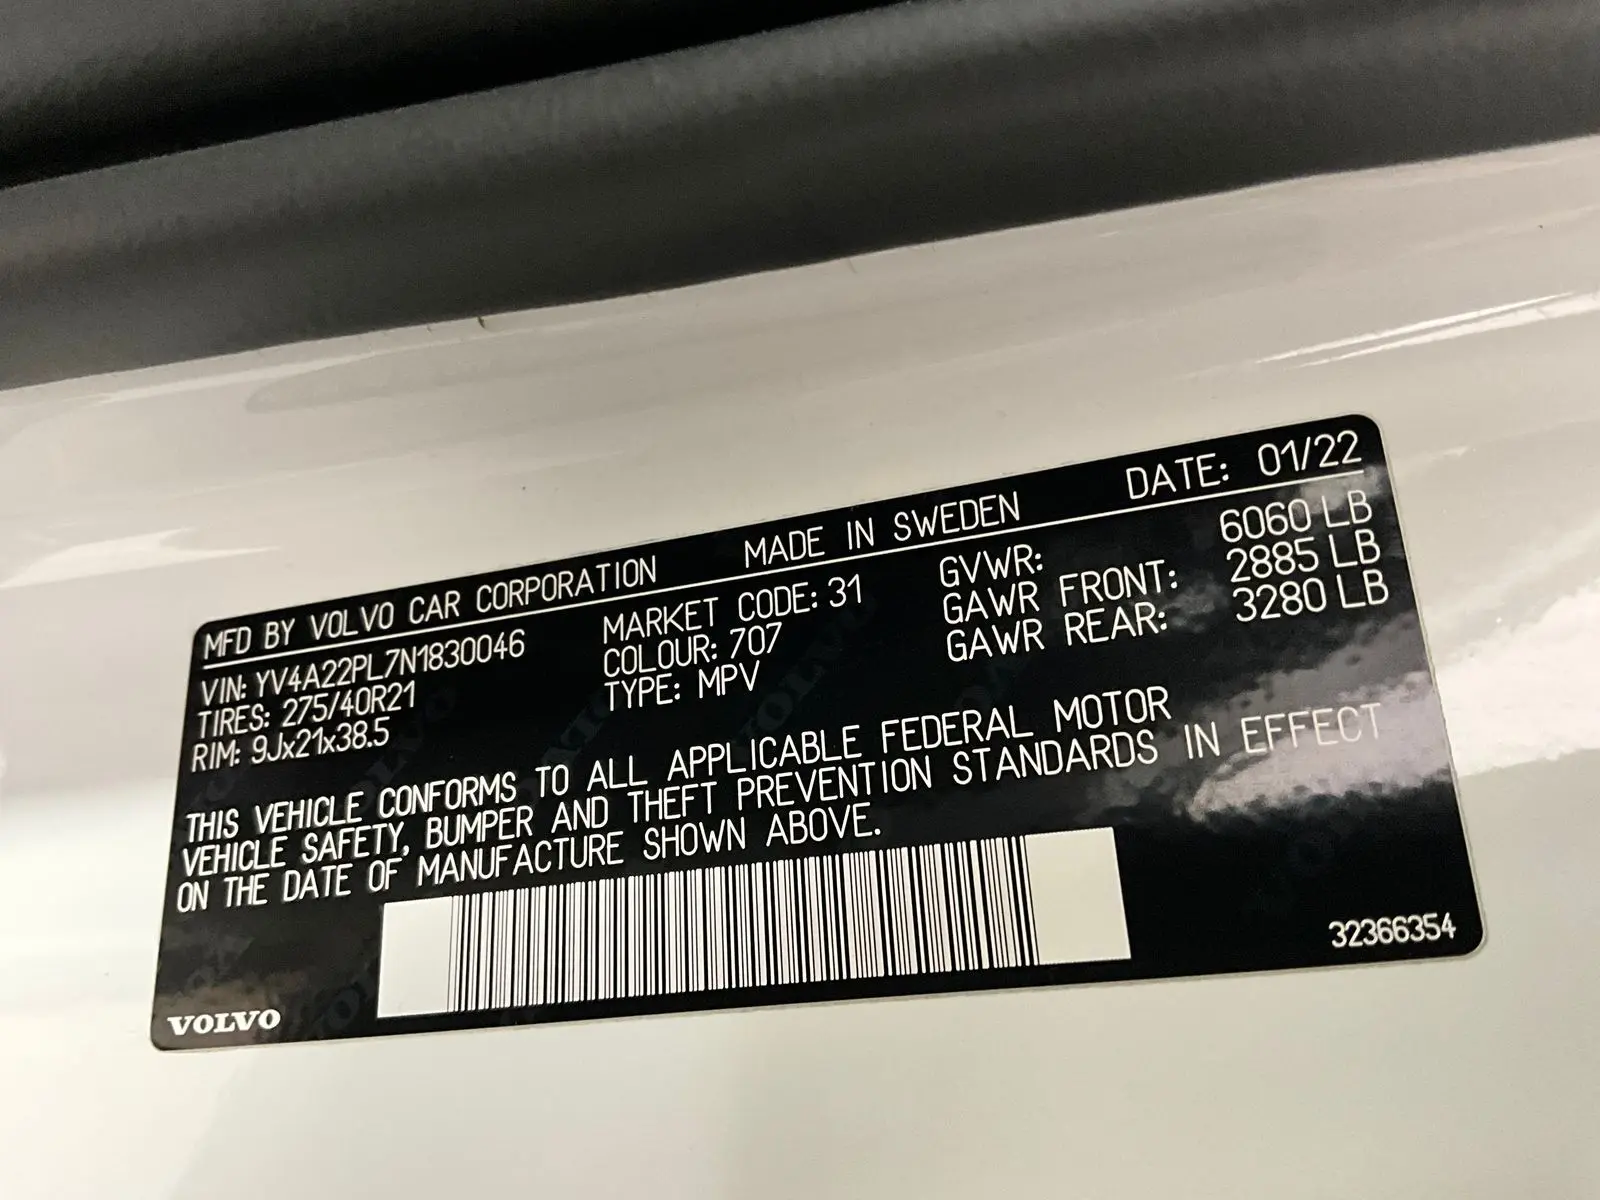 MFD BY VOLVO CAR CORPORATION MADE IN SWEDEN DATE: 01/22
VIN: YV4A22PL7N1830046 MARKET CODE: 31 GVWR: 6060 LB
TIRES: 275/40R21 COLOUR: 707 GAWR FRONT: 2885 LB
RIM: 9Jx21x38.5 TYPE: MPV GAWR REAR: 3280 LB
THIS VEHICLE CONFORMS TO ALL APPLICABLE FEDERAL MOTOR
VEHICLE SAFETY, BUMPER AND THEFT PREVENTION STANDARDS IN EFFECT
ON THE DATE OF MANUFACTURE SHOWN ABOVE.
32366354
VOLVO